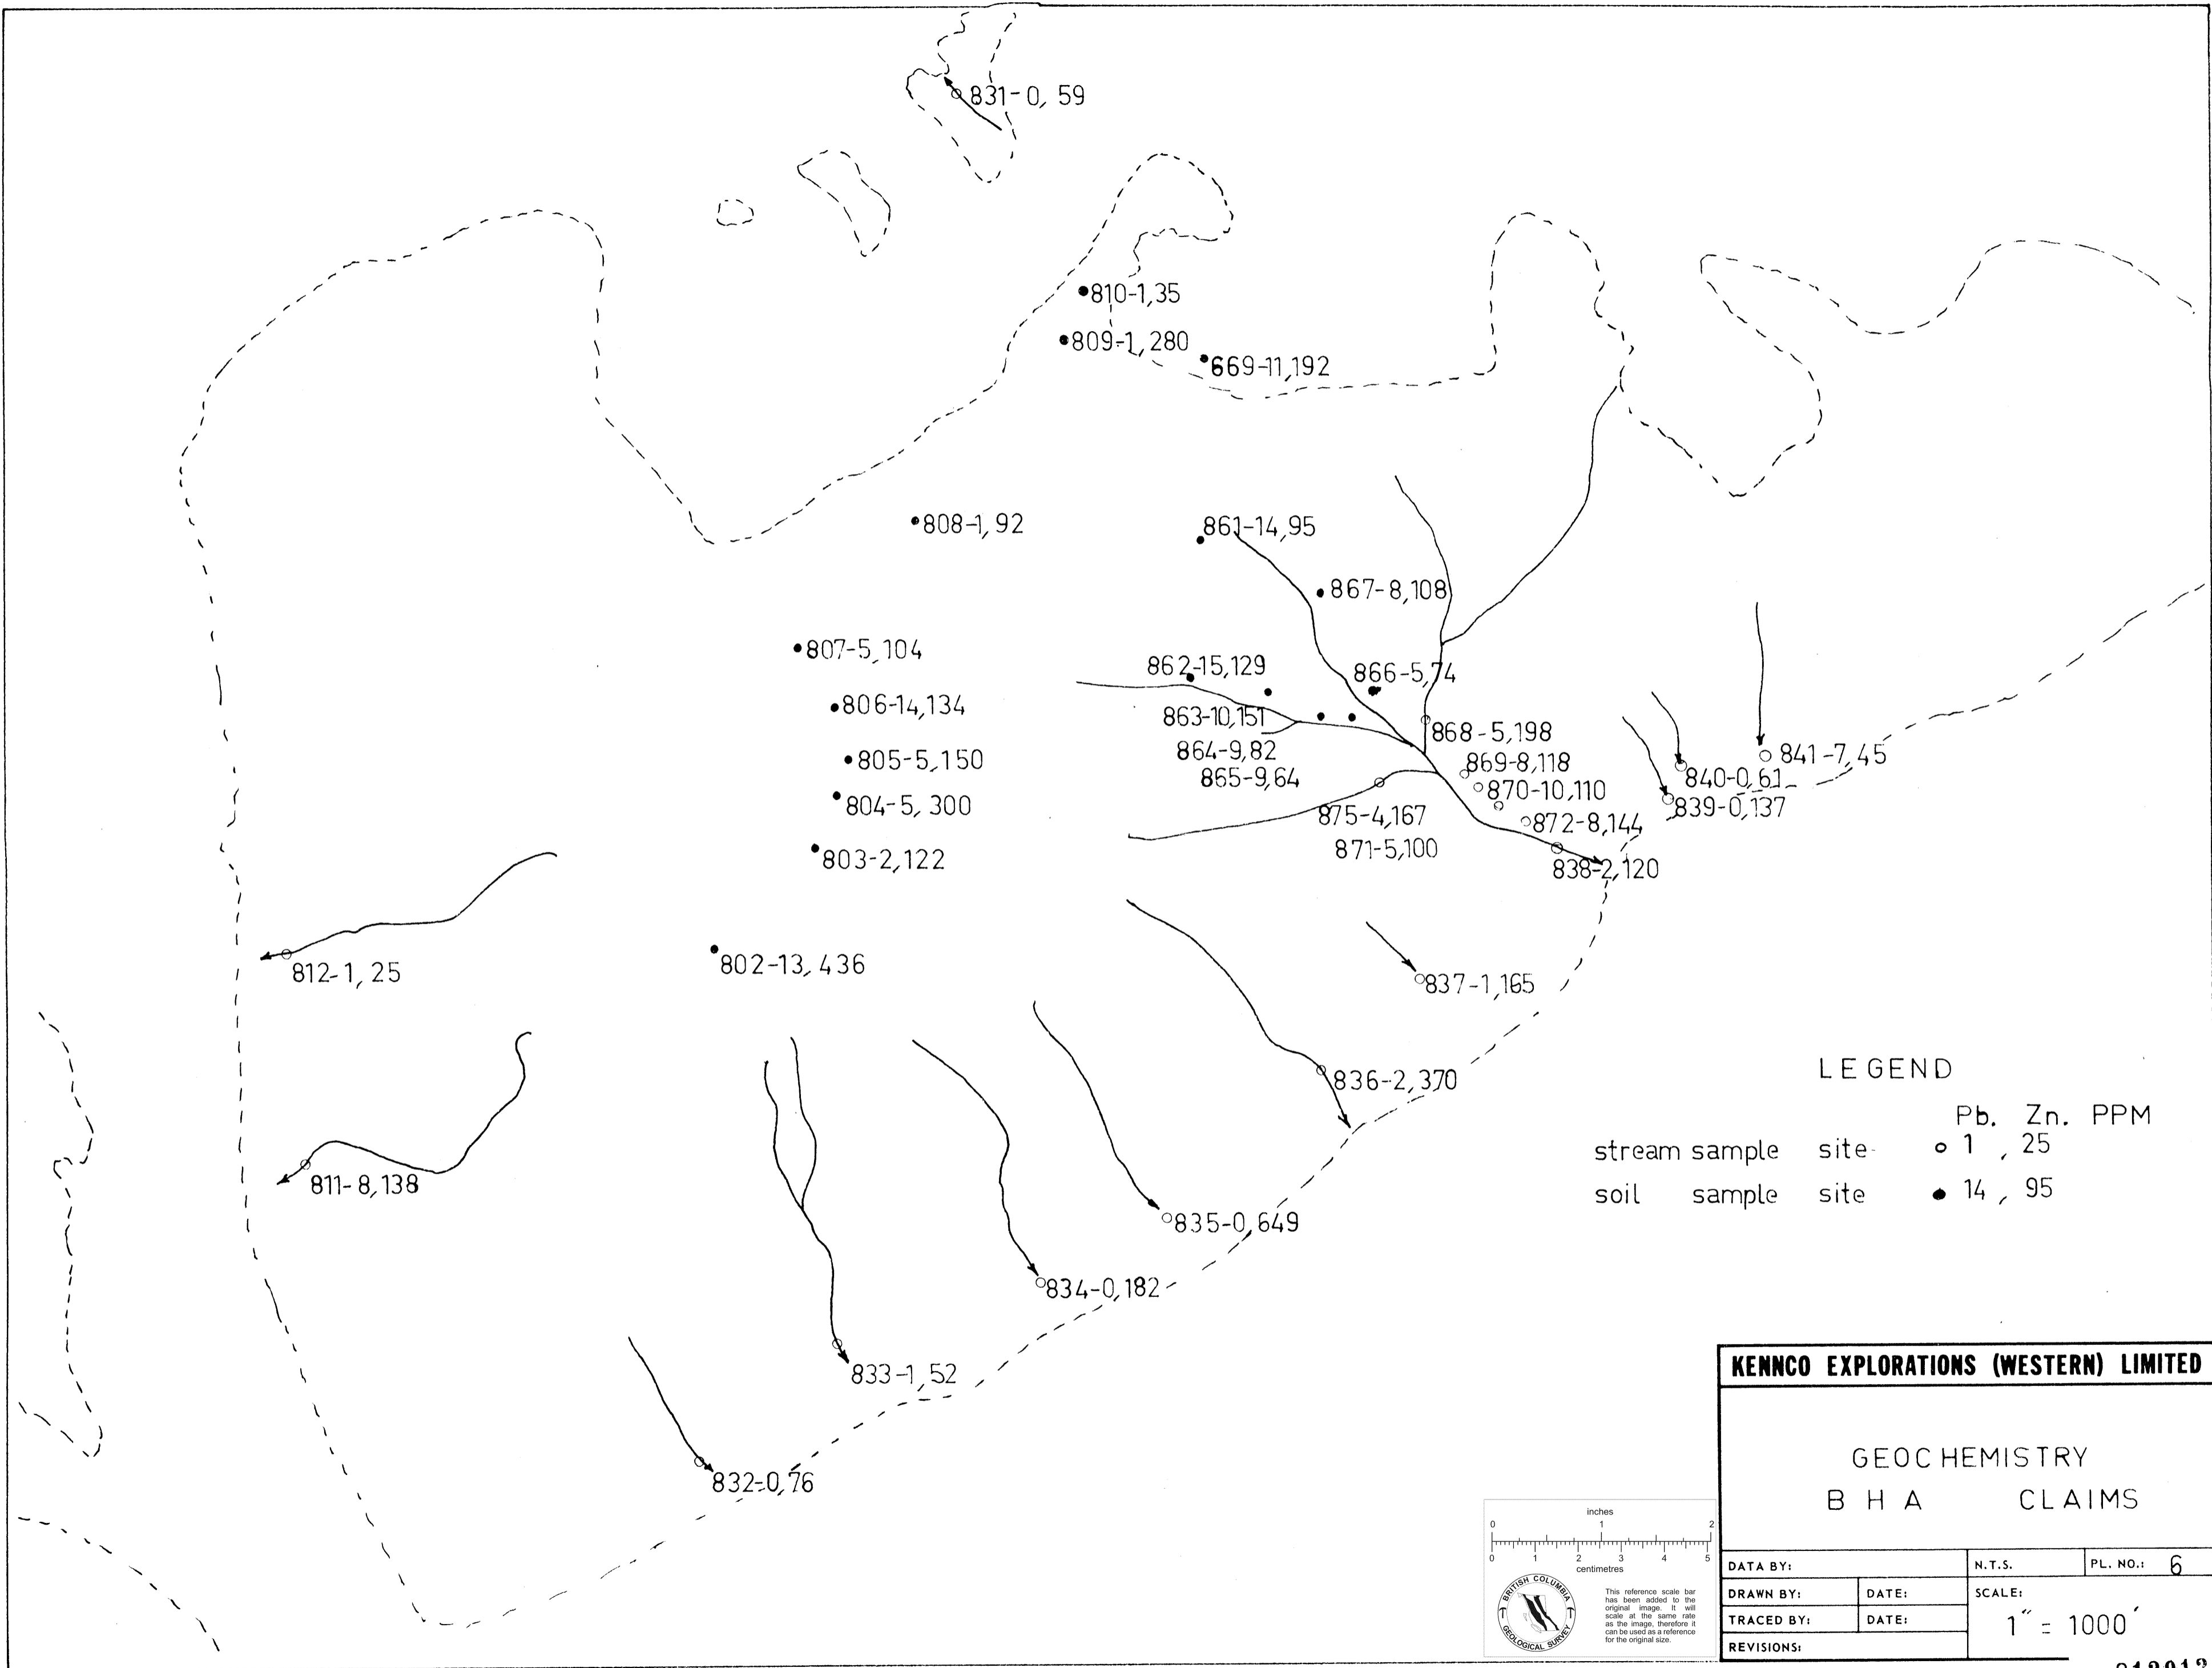 831-0, 59
810-1,35
809-1, 280
669-11,192
808-1, 92
861-14,95
867-8,108
807-5,104
862-15,129
866-5,74
806-14,134
863-10,151
868-5,198
864-9,82
805-5,150
869-8,118
841-7,45
865-9,64
840-0,61
870-10,110
804-5, 300
839-0,137
875-4,167
872-8,144
871-5,100
803-2,122
838-2,120
802-13, 436
812-1, 25
837-1,165
836-2,370
811-8,138
835-0,649
834-0,182
833-1, 52
832-0,76
LEGEND
Pb. Zn. PPM
stream sample site 1 , 25
soil sample site 14 , 95
KENNCO EXPLORATIONS (WESTERN) LIMITED
GEOCHEMISTRY
B H A CLAIMS
DATA BY:
N.T.S.
PL. NO.: 6
DRAWN BY: DATE:
SCALE:
1" = 1000'
TRACED BY: DATE:
REVISIONS:
inches
0 1 2
0 1 2 3 4 5
centimetres
BRITISH COLUMBIA
GEOLOGICAL SURVEY
This reference scale bar
has been added to the
original image. It will
scale at the same rate
as the image, therefore it
can be used as a reference
for the original size.